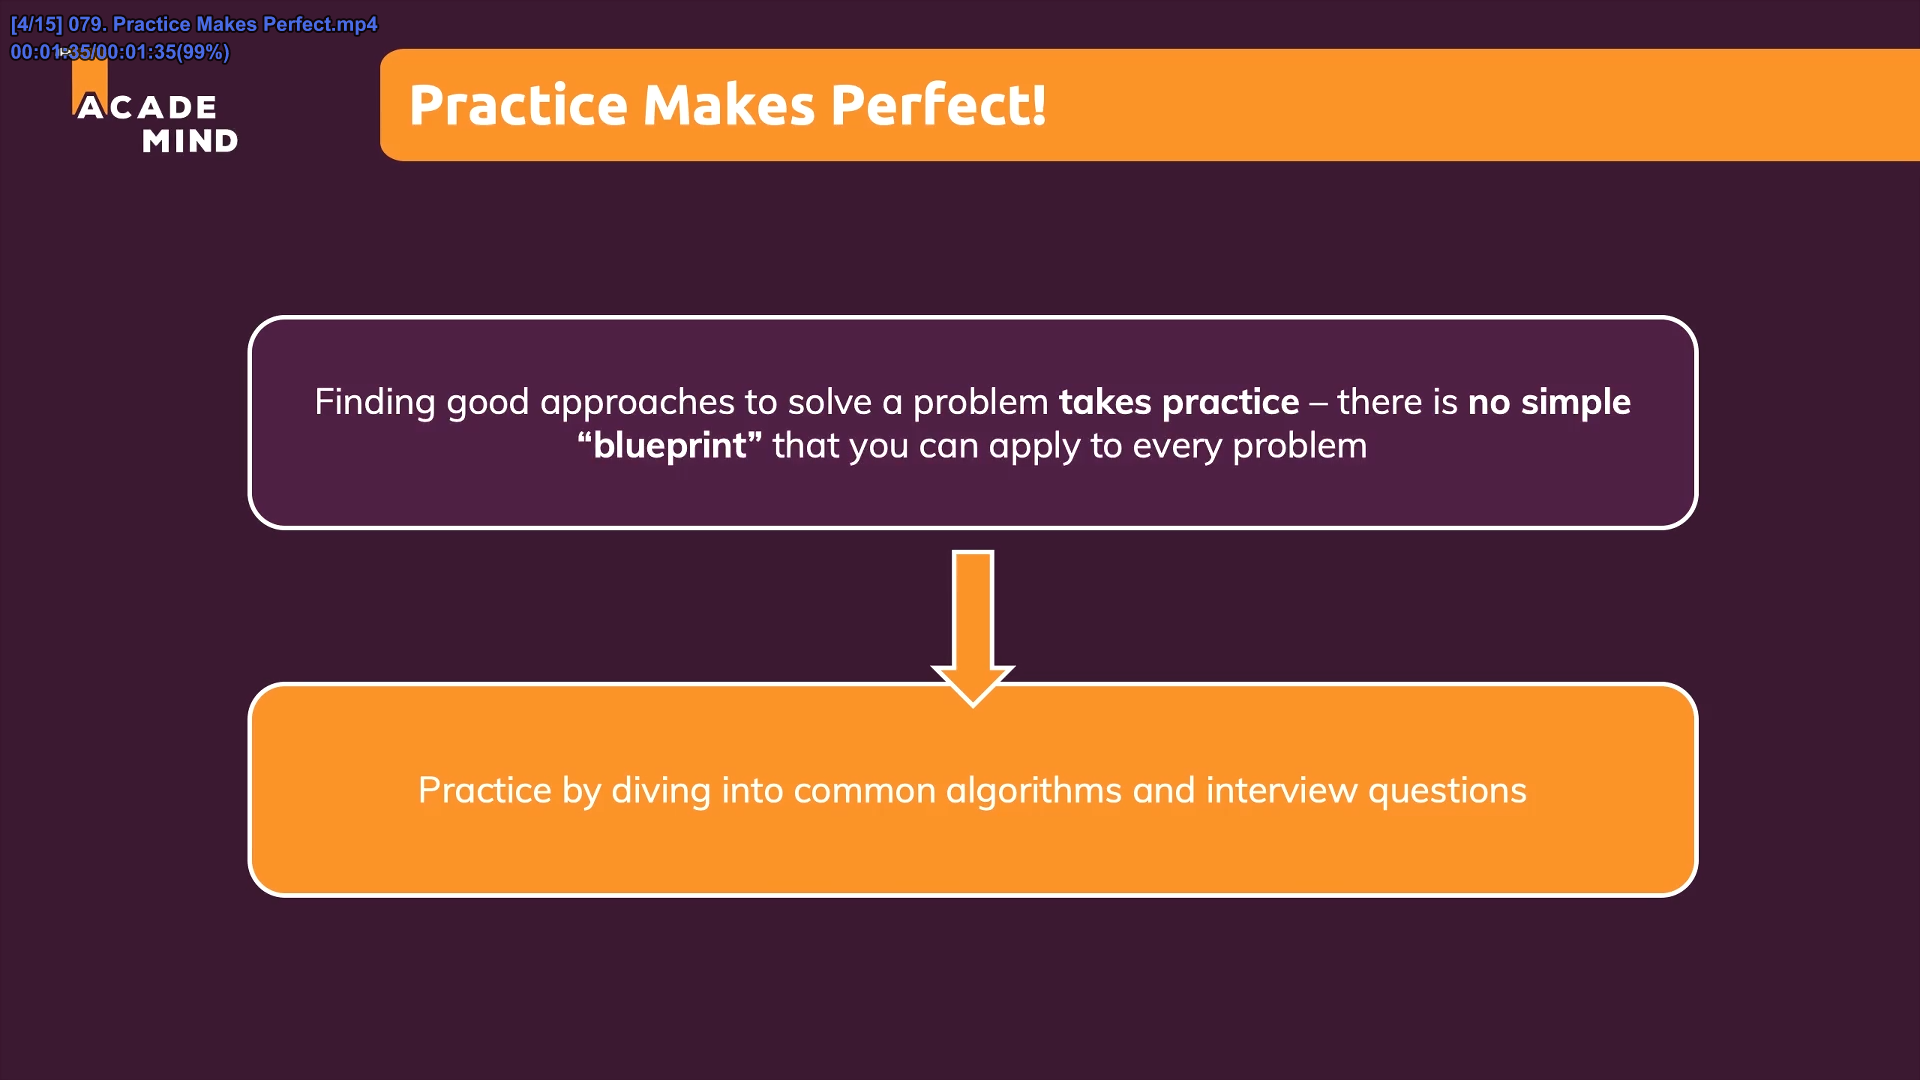 [4/15] 079. Practice Makes Perfect.mp4
00:01:35/00:01:35(99%)
ACADE
MIND
Practice Makes Perfect!
Finding good approaches to solve a problem takes practice – there is no simple
“blueprint” that you can apply to every problem
Practice by diving into common algorithms and interview questions